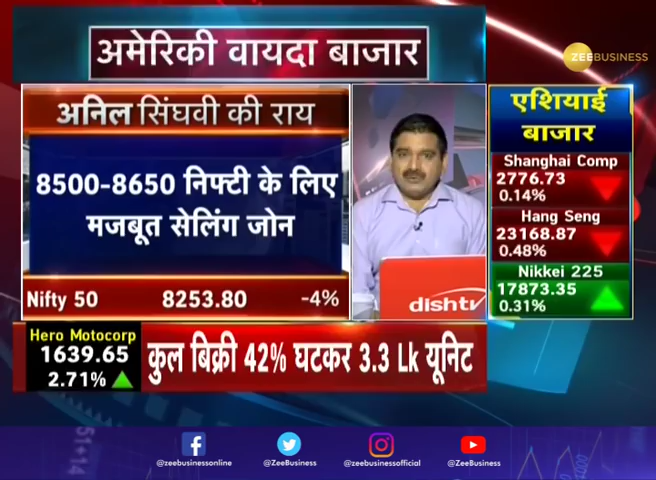 अमेरिकी वायदा बाजार
ZEEBUSINESS
अनिल सिंघवी की राय
8500-8650 निफ्टी के लिए
मजबूत सेलिंग जोन
Nifty 50 8253.80 -4%
dishtv
एशियाई
बाजार
Shanghai Comp
2776.73
0.14%
Hang Seng
23168.87
0.48%
Nikkei 225
17873.35
0.31%
Hero Motocorp
1639.65
2.71%
कुल बिक्री 42% घटकर 3.3 Lk यूनिट
@zeebusinessonline
@ZeeBusiness
@zeebusinessofficial
@ZeeBusiness